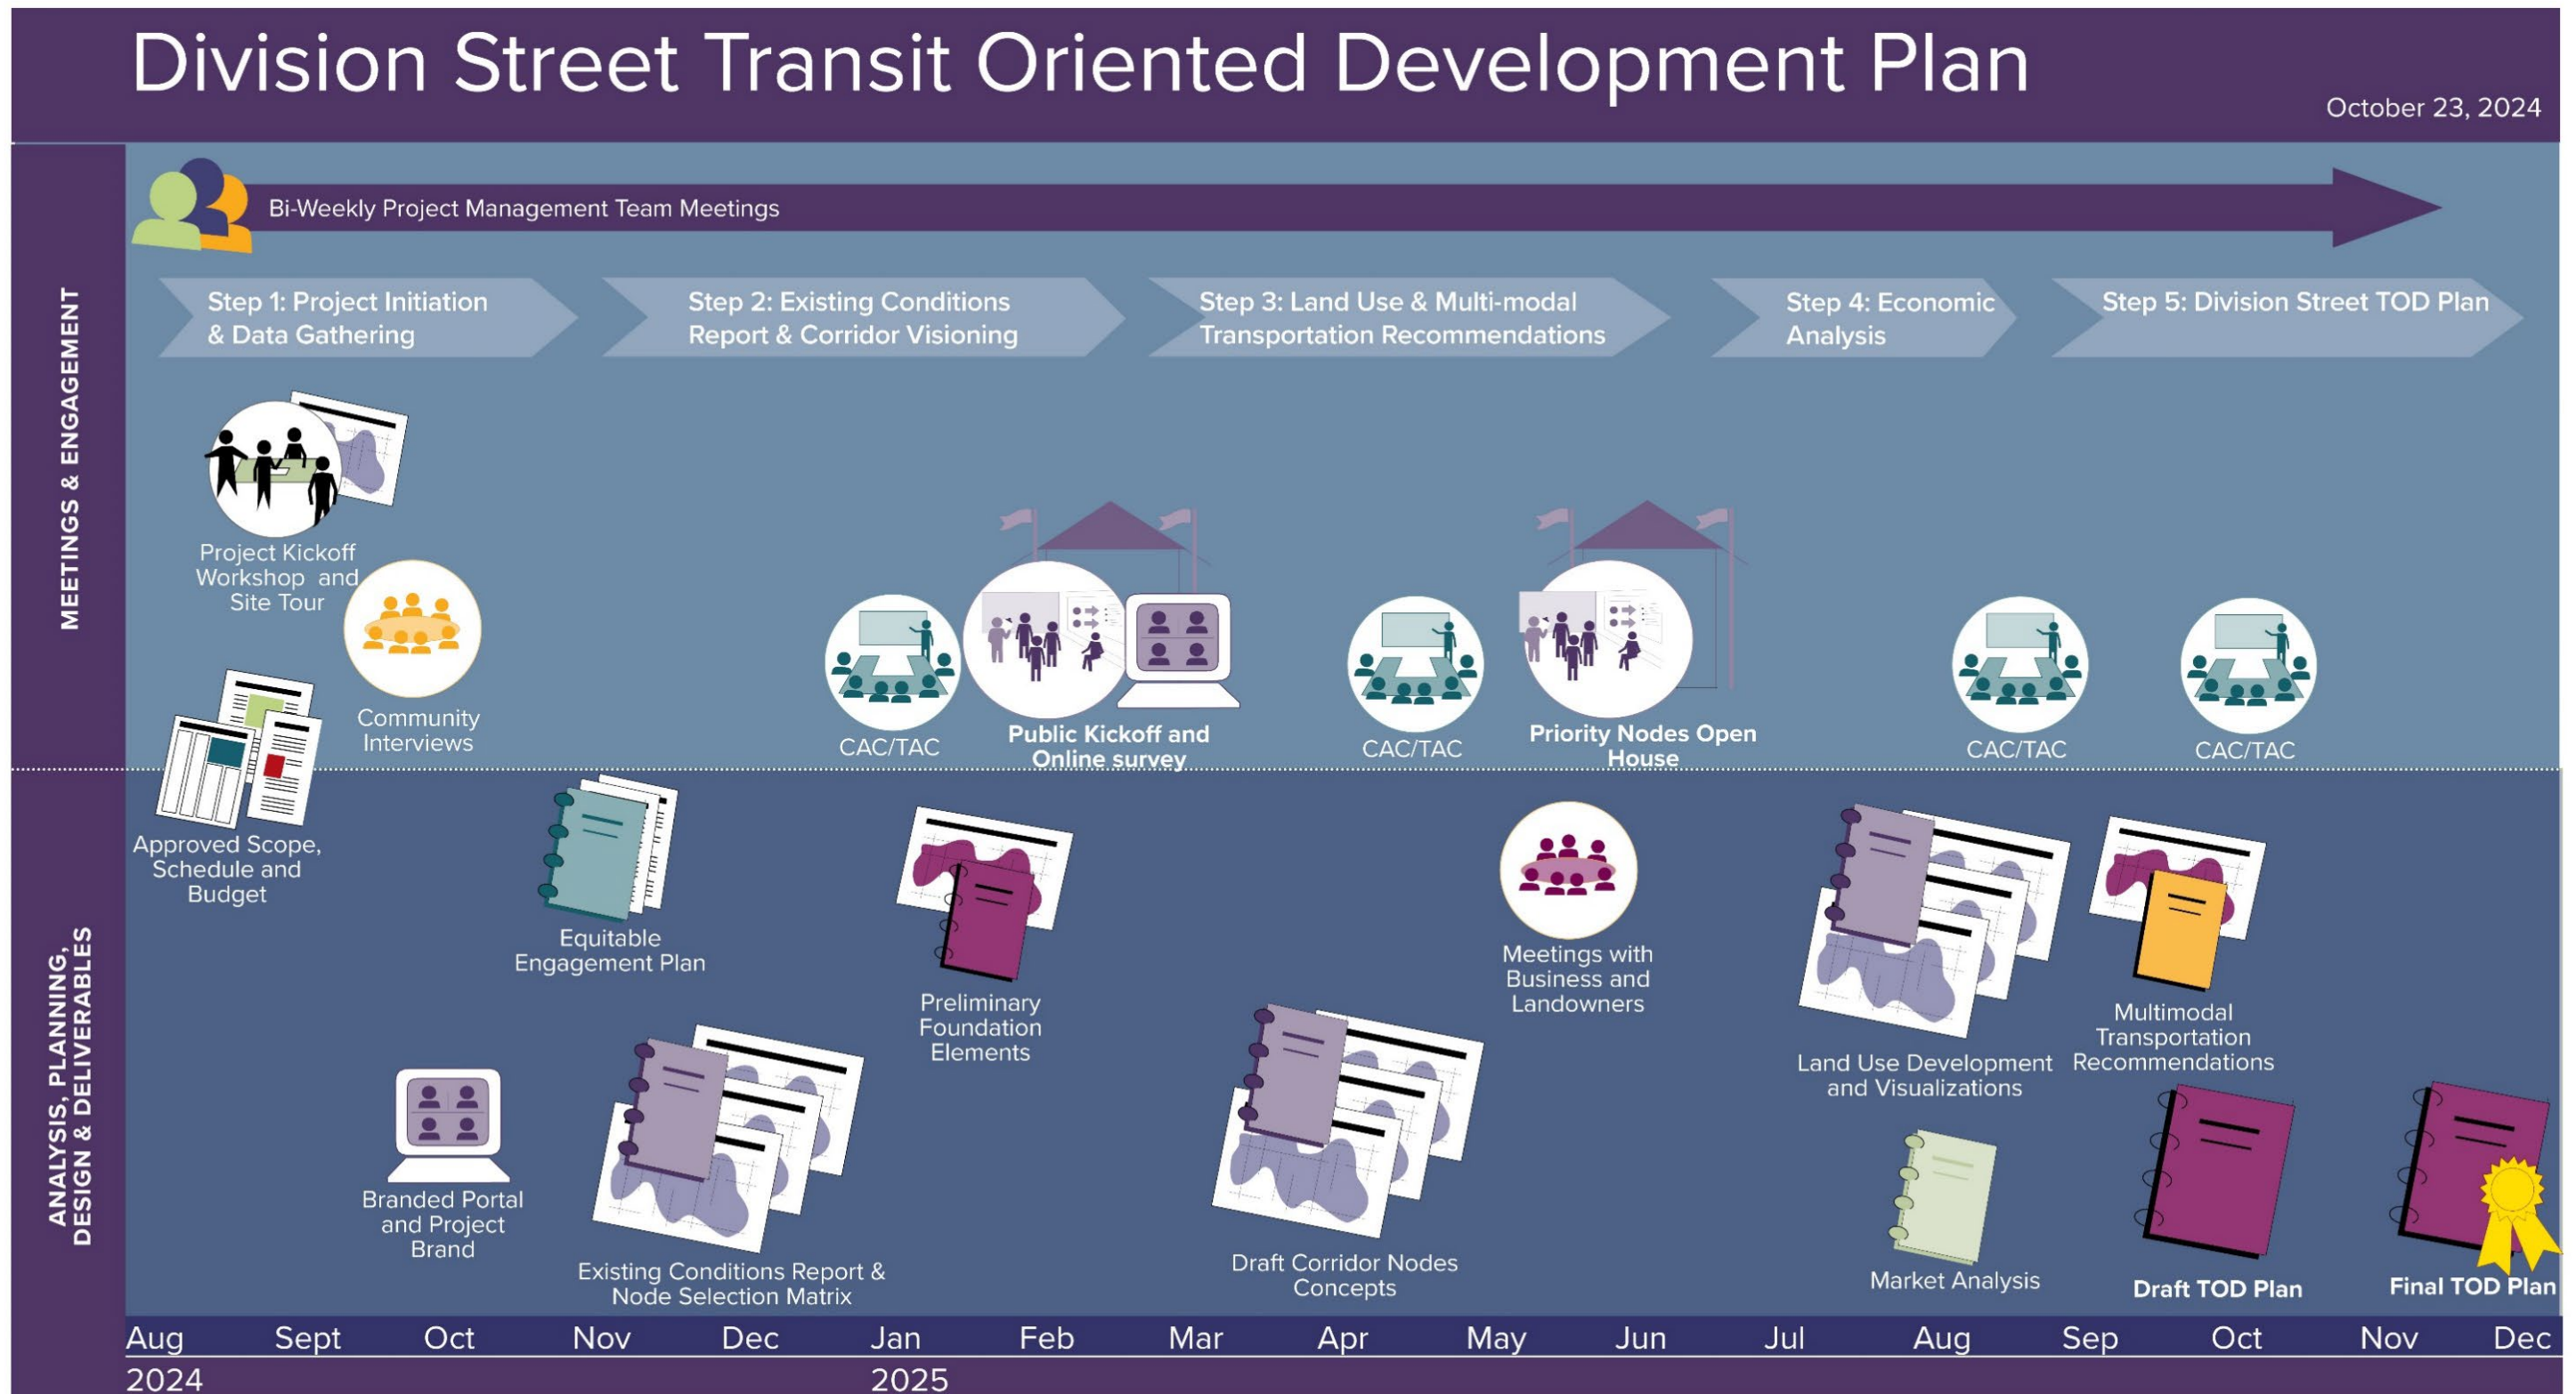 Division Street Transit Oriented Development Plan
October 23, 2024
MEETINGS & ENGAGEMENT
Bi-Weekly Project Management Team Meetings
Step 1: Project Initiation
& Data Gathering
Step 2: Existing Conditions
Report & Corridor Visioning
Step 3: Land Use & Multi-modal
Transportation Recommendations
Step 4: Economic
Analysis
Step 5: Division Street TOD Plan
Project Kickoff
Workshop and
Site Tour
Community
Interviews
CAC/TAC
Public Kickoff and
Online survey
CAC/TAC
Priority Nodes Open
House
CAC/TAC
CAC/TAC
ANALYSIS, PLANNING,
DESIGN & DELIVERABLES
Approved Scope,
Schedule and
Budget
Equitable
Engagement Plan
Preliminary
Foundation
Elements
Meetings with
Business and
Landowners
Land Use Development
and Visualizations
Multimodal
Transportation
Recommendations
Branded Portal
and Project
Brand
Existing Conditions Report &
Node Selection Matrix
Draft Corridor Nodes
Concepts
Market Analysis
Draft TOD Plan
Final TOD Plan
Aug Sept Oct Nov Dec Jan Feb Mar Apr May Jun Jul Aug Sep Oct Nov Dec
2024 2025